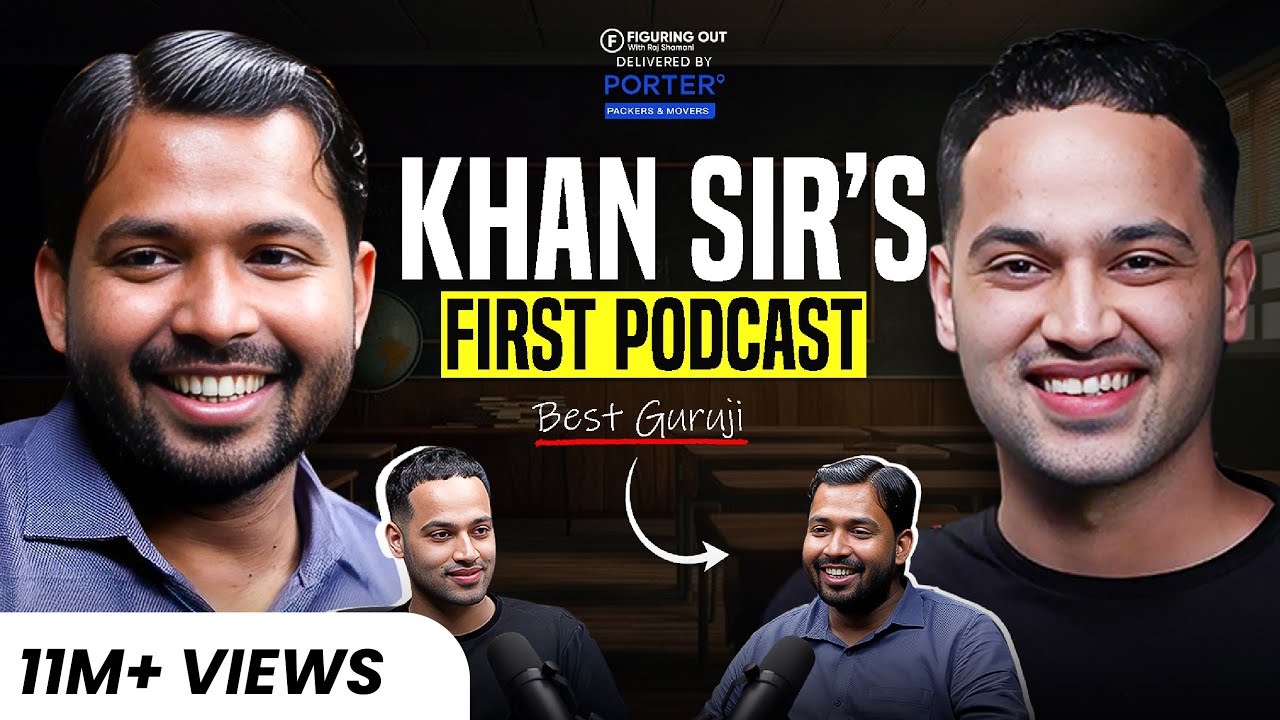 FIGURING OUT
With Raj Shamani
DELIVERED BY
PORTER
PACKERS & MOVERS
KHAN SIR'S
FIRST PODCAST
Best Guruji
11M+ VIEWS